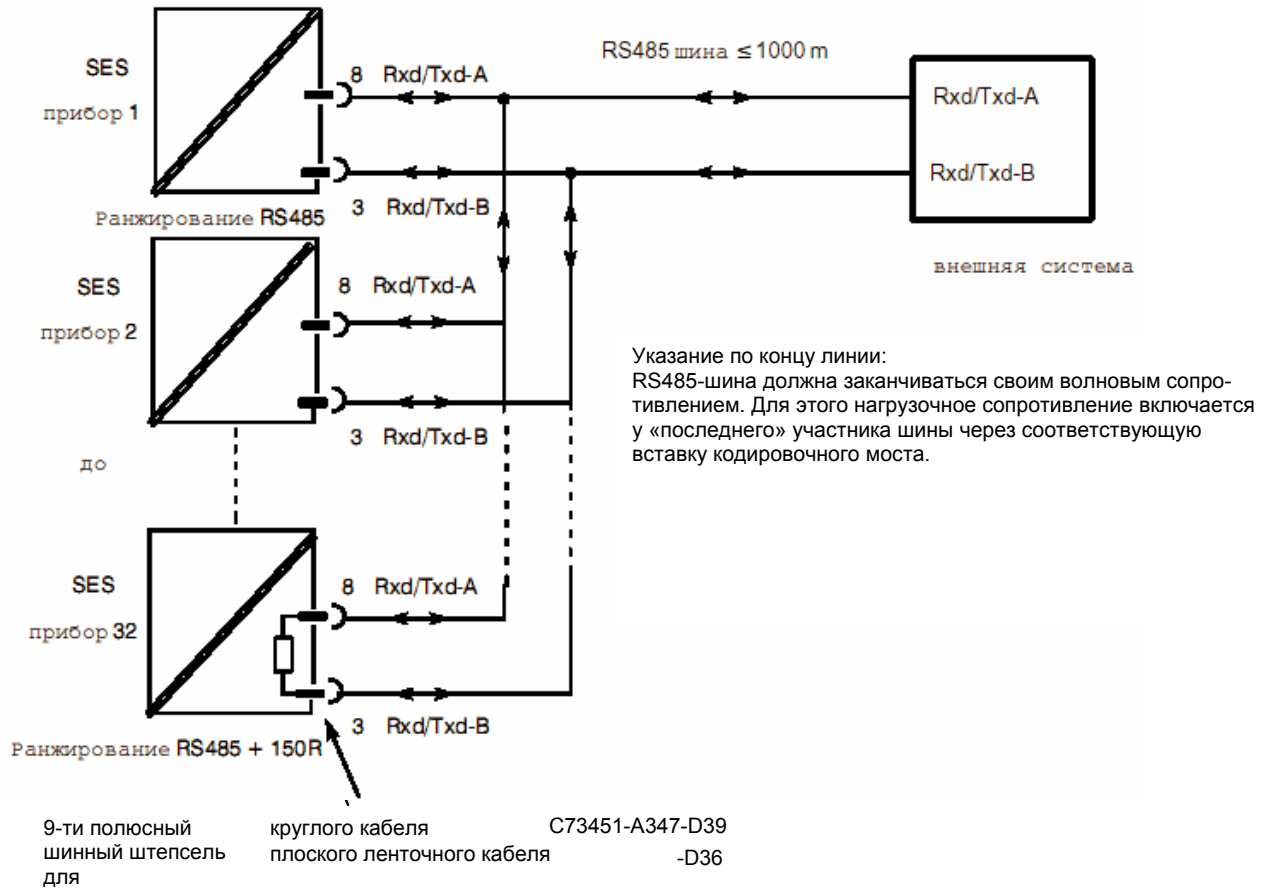 RS485 шина ≤ 1000 m
SES
прибор 1
8 Rxd/Txd-A
Rxd/Txd-A
Rxd/Txd-B
3 Rxd/Txd-B
Ранжирование RS485
внешняя система
SES
прибор 2
8 Rxd/Txd-A
3 Rxd/Txd-B
Указание по концу линии:
RS485-шина должна заканчиваться своим волновым сопро-
тивлением. Для этого нагрузочное сопротивление включается
у «последнего» участника шины через соответствующую
вставку кодировочного моста.
до
SES
прибор 32
8 Rxd/Txd-A
3 Rxd/Txd-B
Ранжирование RS485 + 150R
9-ти полюсный
шинный штепсель
для
круглого кабеля C73451-A347-D39
плоского ленточного кабеля -D36